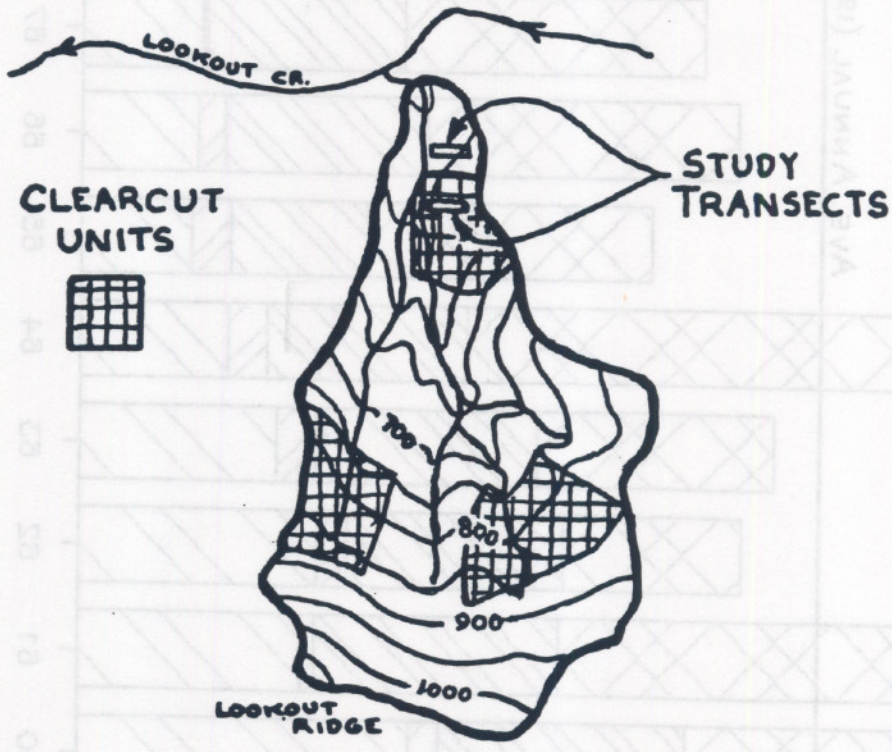 LOOKOUT CR.
STUDY
TRANSECTS
CLEARCUT
UNITS
700
800
900
1000
LOOKOUT
RIDGE